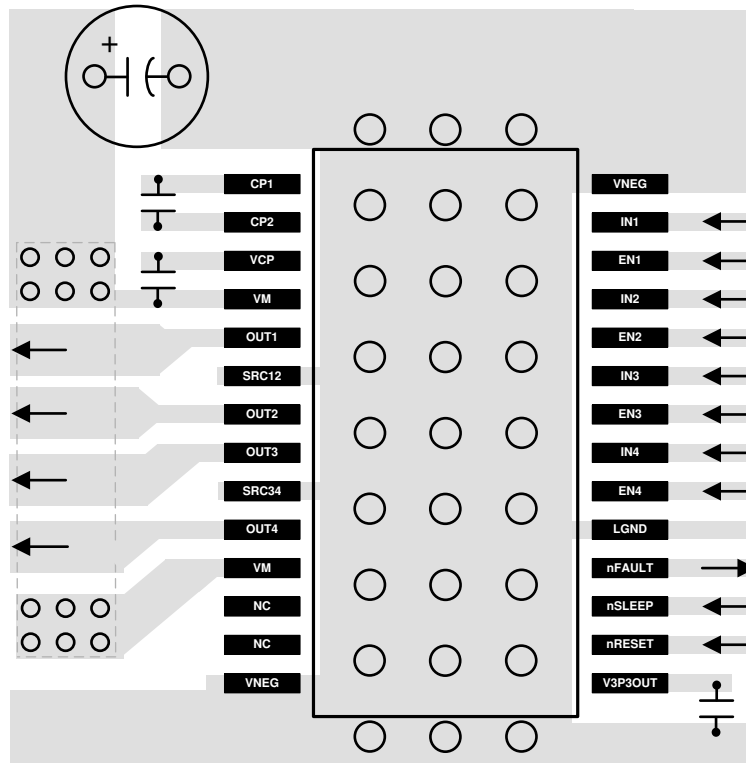 +
CP1
CP2
VCP
VM
OUT1
SRC12
OUT2
OUT3
SRC34
OUT4
VM
NC
NC
VNEG
VNEG
IN1
EN1
IN2
EN2
IN3
EN3
IN4
EN4
LGND
nFAULT
nSLEEP
nRESET
V3P3OUT